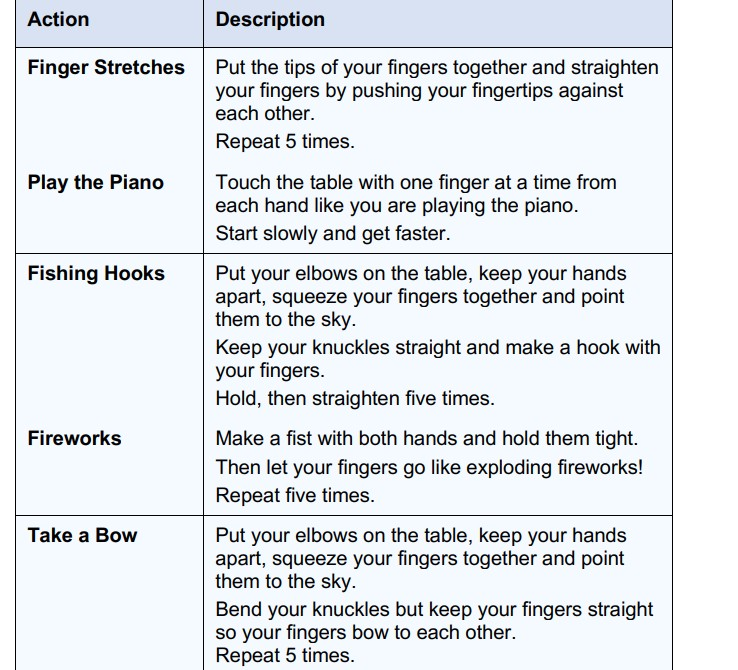 Action Description
Finger Stretches Put the tips of your fingers together and straighten
your fingers by pushing your fingertips against
each other.
Repeat 5 times.
Play the Piano Touch the table with one finger at a time from
each hand like you are playing the piano.
Start slowly and get faster.
Fishing Hooks Put your elbows on the table, keep your hands
apart, squeeze your fingers together and point
them to the sky.
Keep your knuckles straight and make a hook with
your fingers.
Hold, then straighten five times.
Fireworks Make a fist with both hands and hold them tight.
Then let your fingers go like exploding fireworks!
Repeat five times.
Take a Bow Put your elbows on the table, keep your hands
apart, squeeze your fingers together and point
them to the sky.
Bend your knuckles but keep your fingers straight
so your fingers bow to each other.
Repeat 5 times.